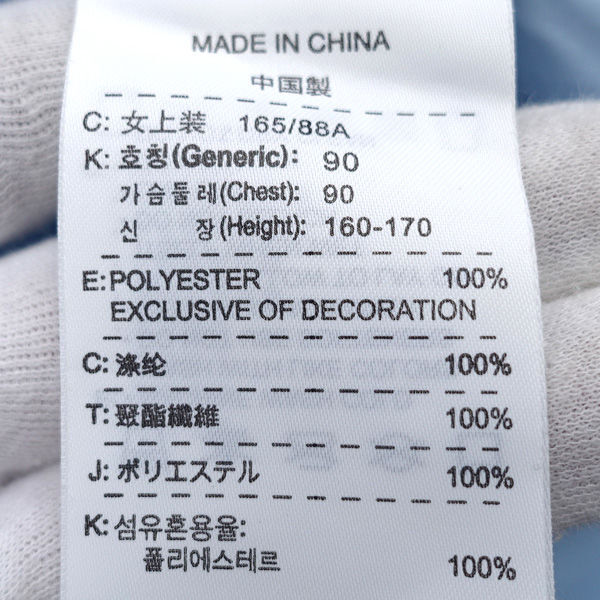 MADE IN CHINA
中国製
C: 女上装 165/88A
K: 호칭(Generic): 90
가슴둘레(Chest): 90
신 장(Height): 160-170
E: POLYESTER 100%
EXCLUSIVE OF DECORATION
C: 涤纶 100%
T: 聚酯纖維 100%
J: ポリエステル 100%
K: 섬유혼용율:
폴리에스테르 100%